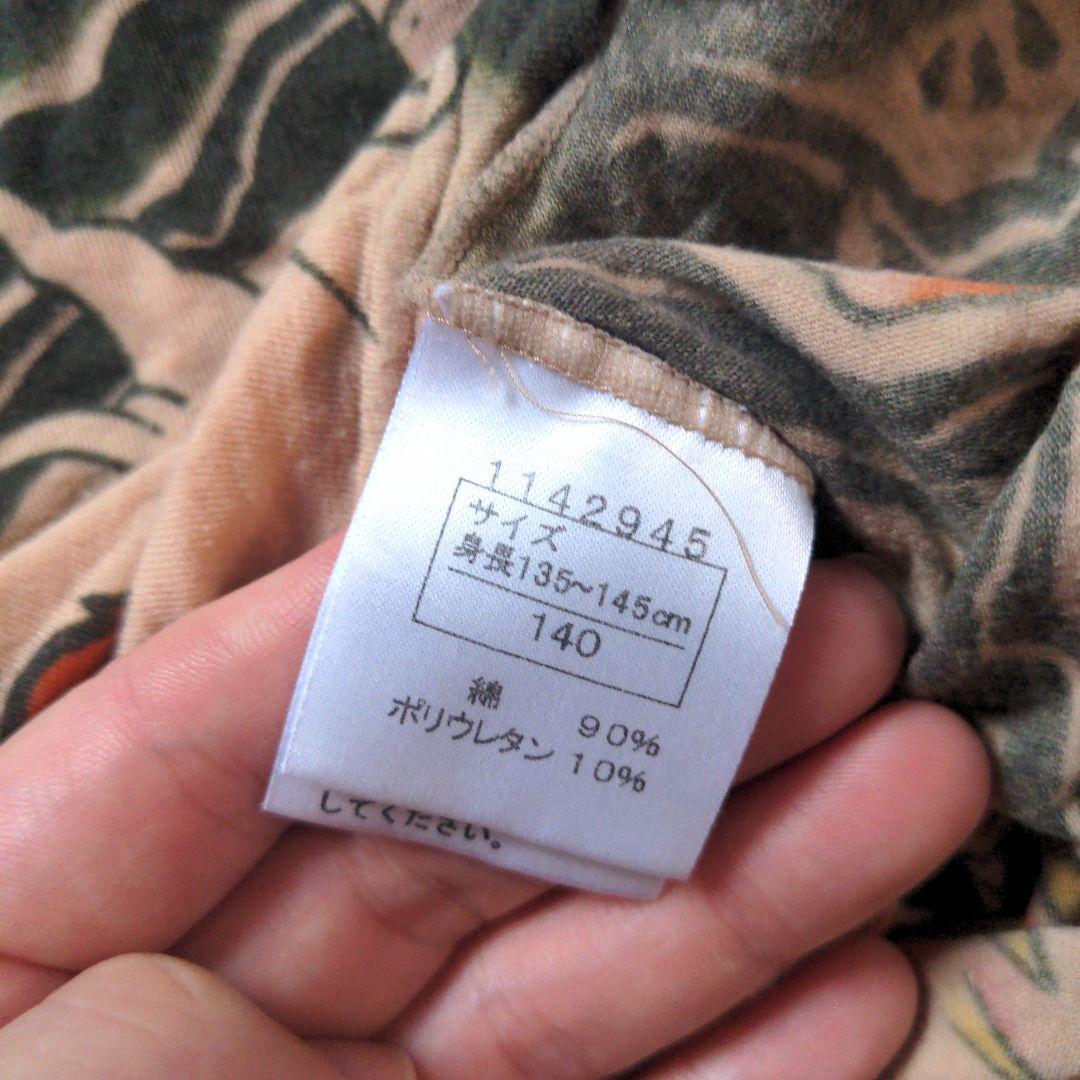 1142945
サイズ
身長135~145cm
140
綿 90%
ポリウレタン 10%
してください。